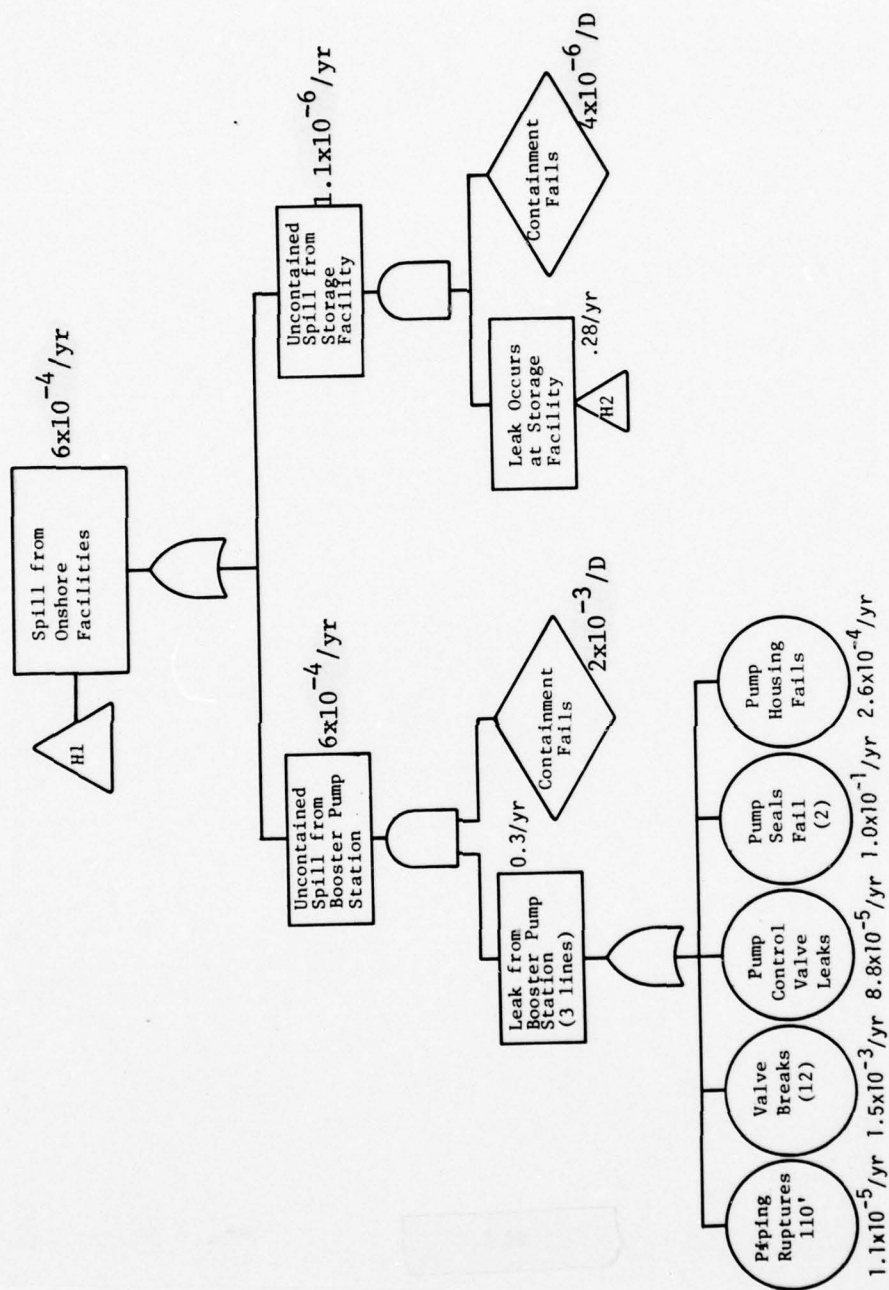 H1
Spill from
Onshore
Facilities
6x10⁻⁴/yr
Uncontained
Spill from
Booster Pump
Station
6x10⁻⁴/yr
Uncontained
Spill from
Storage
Facility
1.1x10⁻⁶/yr
Leak from
Booster Pump
Station
(3 lines)
0.3/yr
Containment
Fails
2x10⁻³/D
Leak Occurs
at Storage
Facility
.28/yr
H2
Containment
Fails
4x10⁻⁶/D
Piping
Ruptures
110'
1.1x10⁻⁵/yr
Valve
Breaks
(12)
1.5x10⁻³/yr
Pump
Control
Valve
Leaks
8.8x10⁻⁵/yr
Pump
Seals
Fail
(2)
1.0x10⁻¹/yr
Pump
Housing
Fails
2.6x10⁻⁴/yr